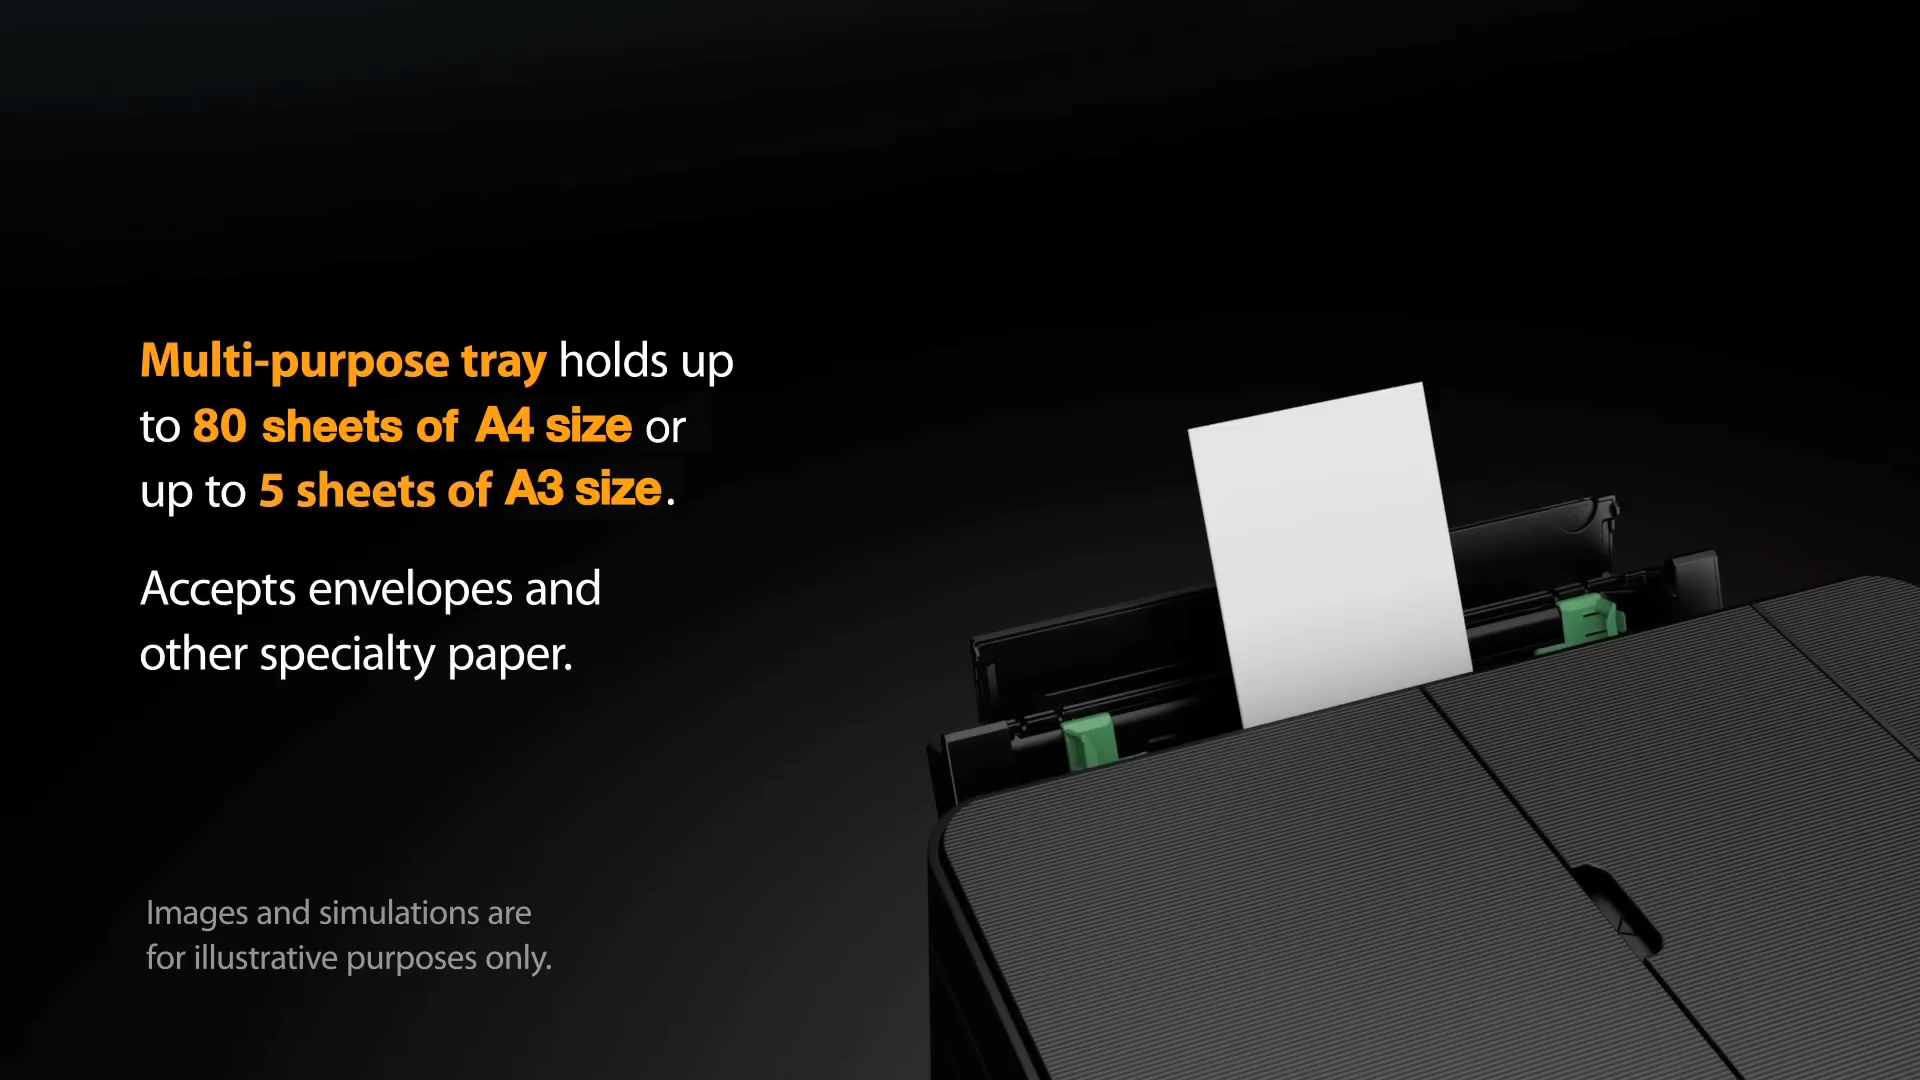 Multi-purpose tray holds up
to 80 sheets of A4 size or
up to 5 sheets of A3 size.
Accepts envelopes and
other specialty paper.
Images and simulations are
for illustrative purposes only.